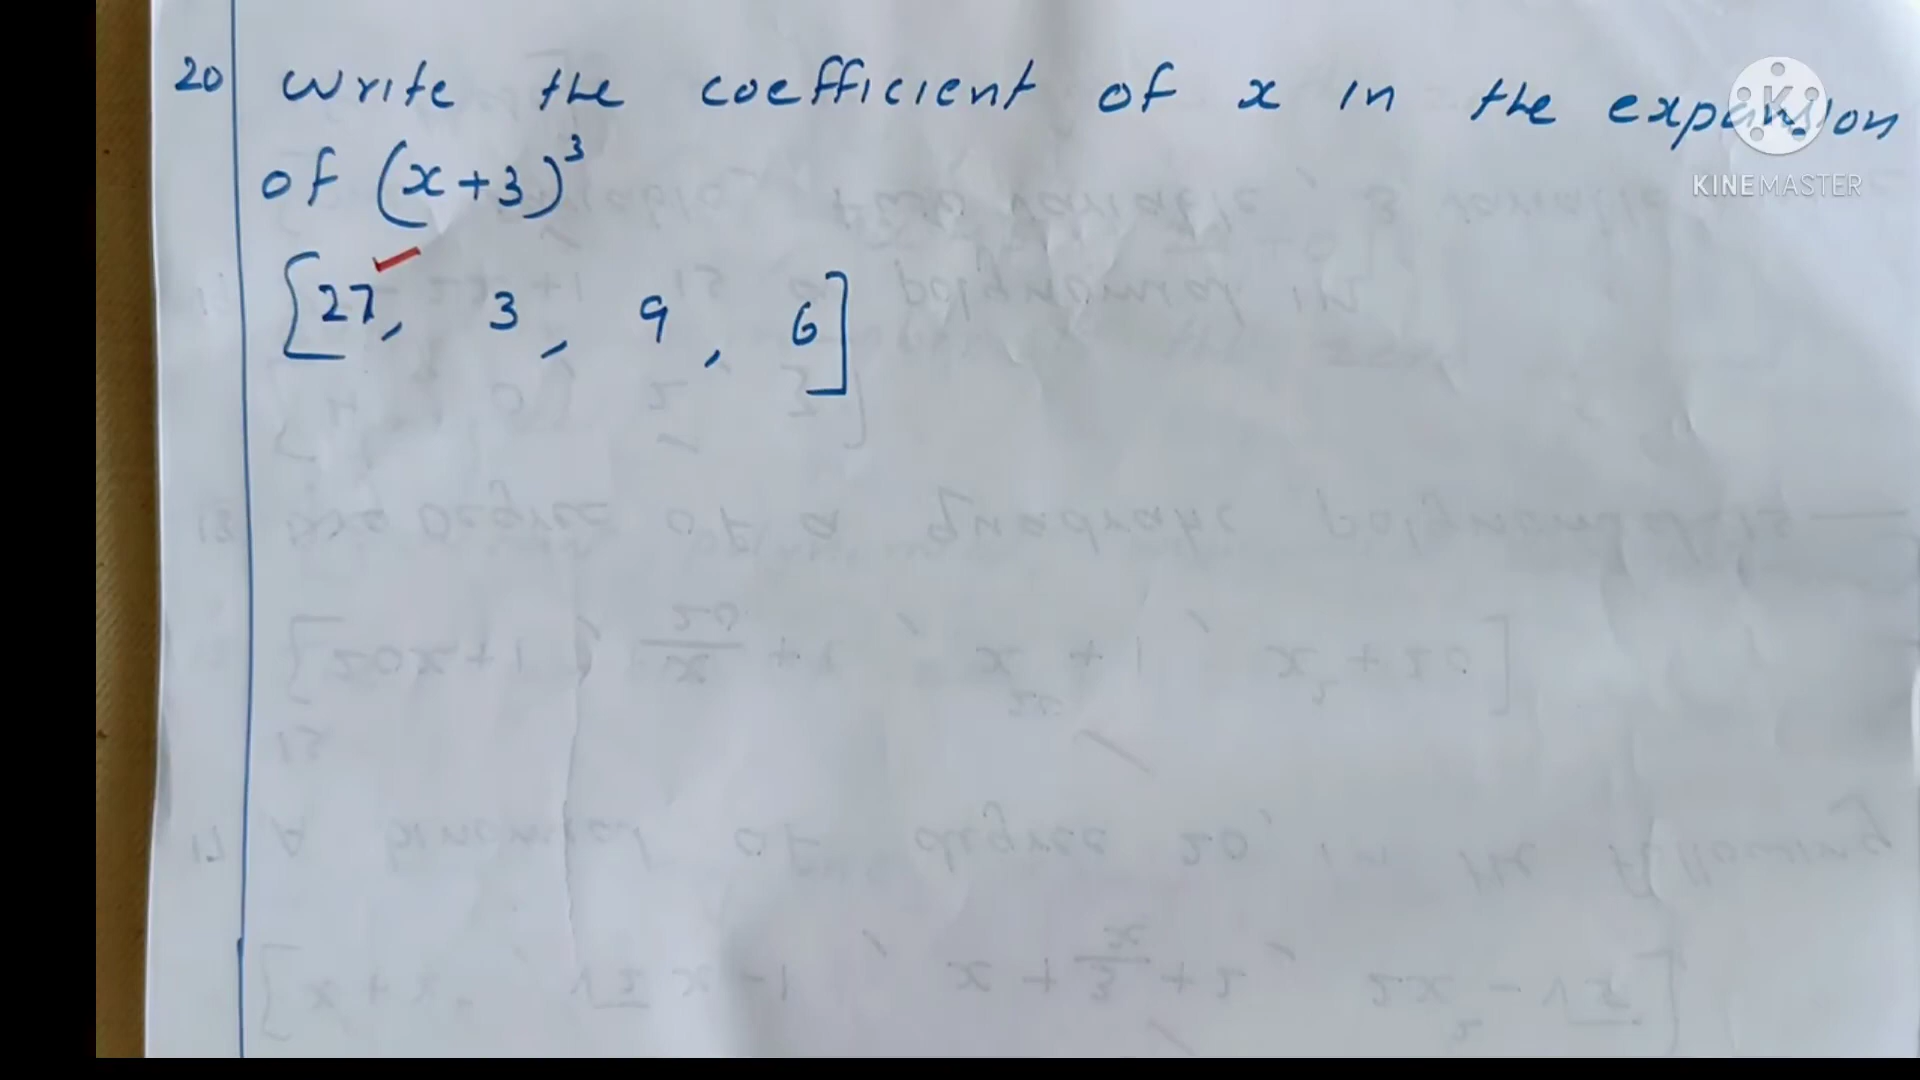 20 write the coefficient of x in the expansion
of (x+3)³
[27, 3, 9, 6]
KINEMASTER